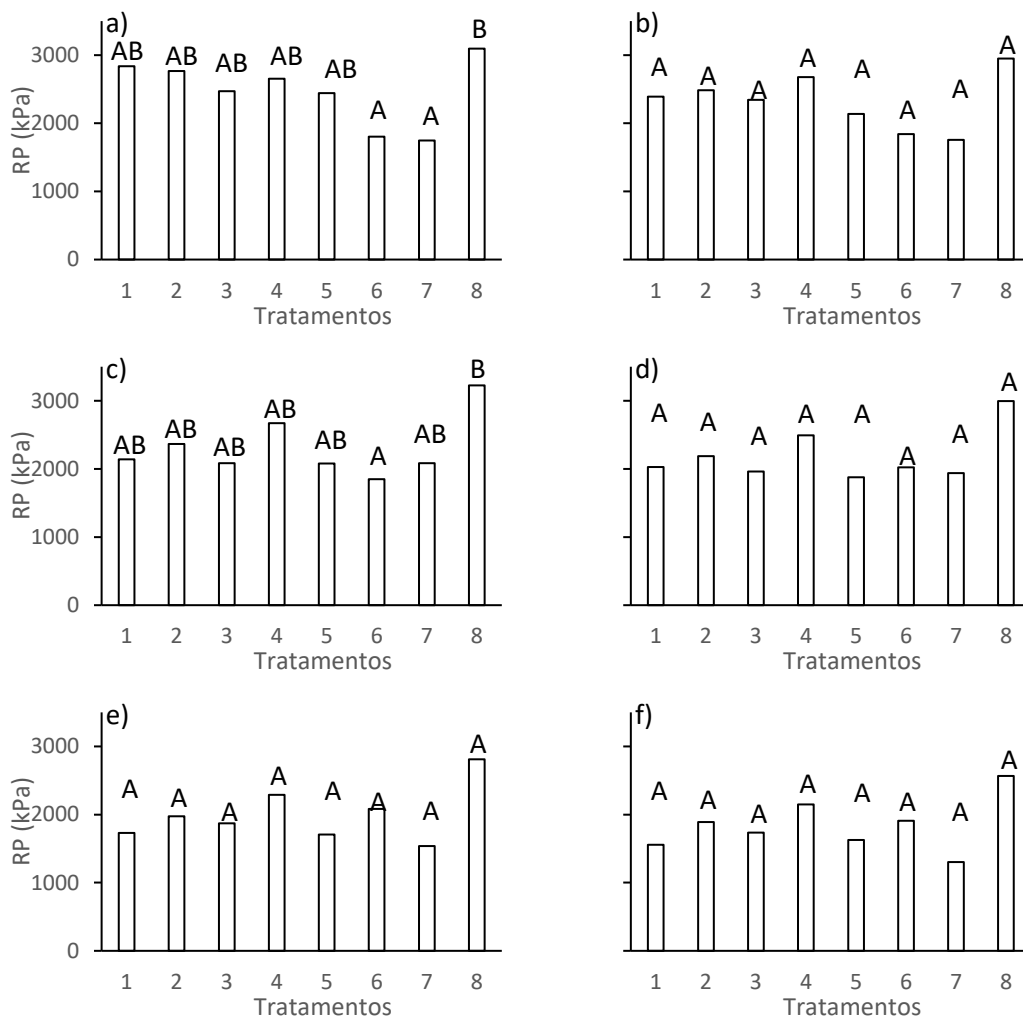 a)
B
AB AB AB AB AB
A A
RP (kPa)
3000
2000
1000
0
1 2 3 4 5 6 7 8
Tratamentos
b)
A A A A A A A A
1 2 3 4 5 6 7 8
Tratamentos
c)
B
AB AB AB AB AB A AB
RP (kPa)
3000
2000
1000
0
1 2 3 4 5 6 7 8
Tratamentos
d)
A A A A A A A A
1 2 3 4 5 6 7 8
Tratamentos
e)
A A A A A A A A
RP (kPa)
3000
2000
1000
0
1 2 3 4 5 6 7 8
Tratamentos
f)
A A A A A A A A
1 2 3 4 5 6 7 8
Tratamentos